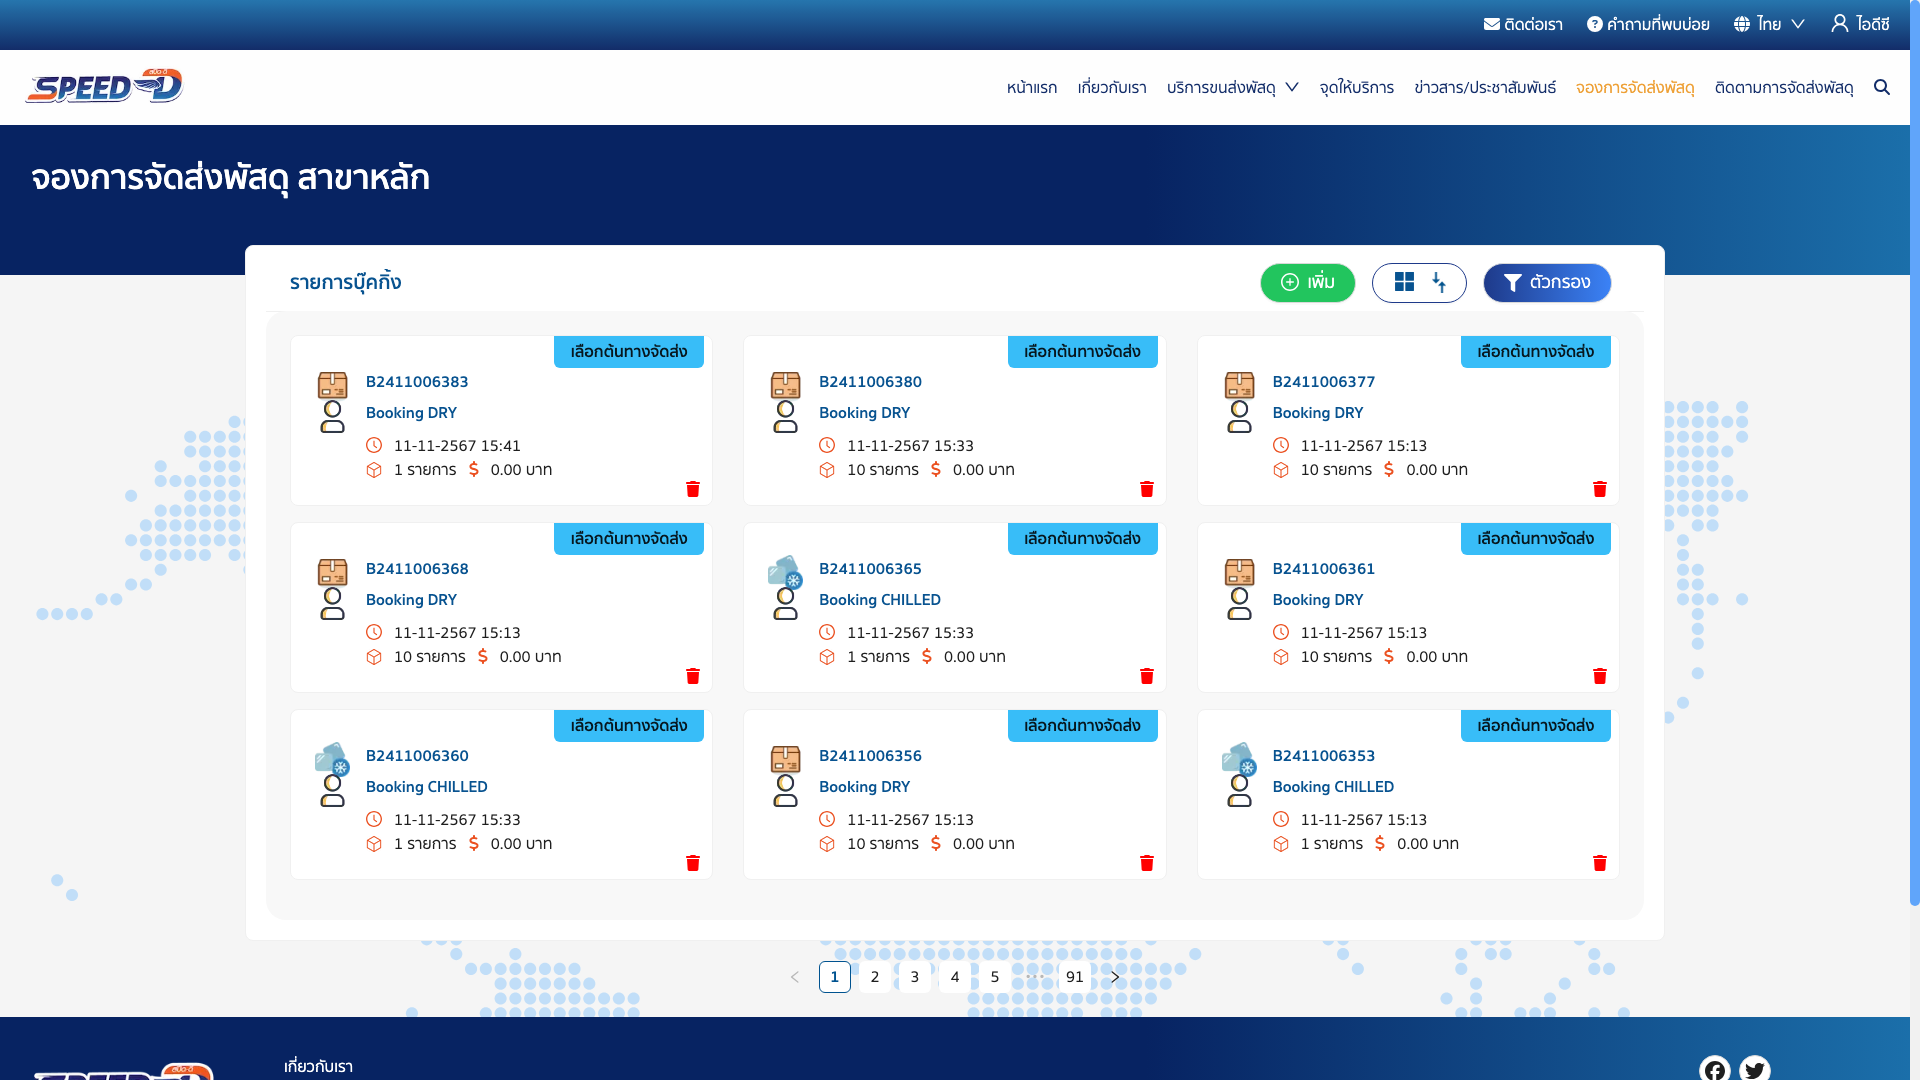 ติดต่อเรา คำถามที่พบบ่อย ไทย ไอดีซี
SPEED-D สปีด-ดี
หน้าแรก เกี่ยวกับเรา บริการขนส่งพัสดุ จุดให้บริการ ข่าวสาร/ประชาสัมพันธ์ จองการจัดส่งพัสดุ ติดตามการจัดส่งพัสดุ
จองการจัดส่งพัสดุ สาขาหลัก
รายการบุ๊คกิ้ง เพิ่ม ตัวกรอง
เลือกต้นทางจัดส่ง
B2411006383
Booking DRY
11-11-2567 15:41
1 รายการ $ 0.00 บาท
เลือกต้นทางจัดส่ง
B2411006380
Booking DRY
11-11-2567 15:33
10 รายการ $ 0.00 บาท
เลือกต้นทางจัดส่ง
B2411006377
Booking DRY
11-11-2567 15:13
10 รายการ $ 0.00 บาท
เลือกต้นทางจัดส่ง
B2411006368
Booking DRY
11-11-2567 15:13
10 รายการ $ 0.00 บาท
เลือกต้นทางจัดส่ง
B2411006365
Booking CHILLED
11-11-2567 15:33
1 รายการ $ 0.00 บาท
เลือกต้นทางจัดส่ง
B2411006361
Booking DRY
11-11-2567 15:13
10 รายการ $ 0.00 บาท
เลือกต้นทางจัดส่ง
B2411006360
Booking CHILLED
11-11-2567 15:33
1 รายการ $ 0.00 บาท
เลือกต้นทางจัดส่ง
B2411006356
Booking DRY
11-11-2567 15:13
10 รายการ $ 0.00 บาท
เลือกต้นทางจัดส่ง
B2411006353
Booking CHILLED
11-11-2567 15:13
1 รายการ $ 0.00 บาท
1 2 3 4 5 ••• 91
เกี่ยวกับเรา